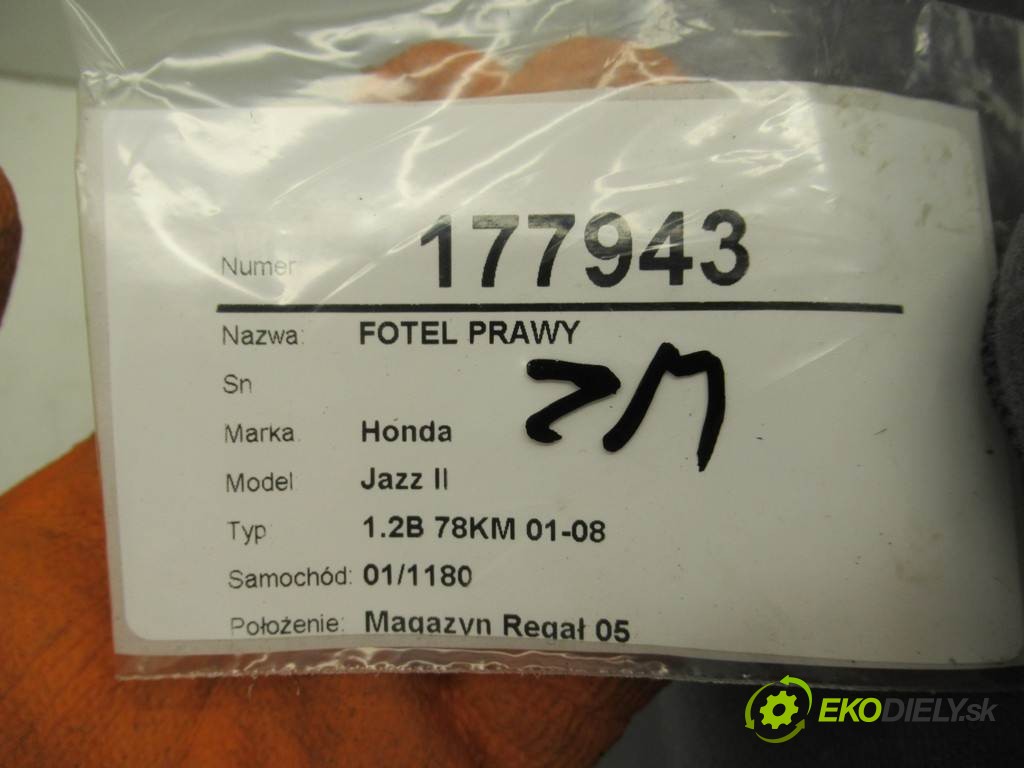 Numer 177943
Nazwa: FOTEL PRAWY
Sn
Marka Honda
Model Jazz II
Typ 1.2B 78KM 01-08
Samochód: 01/1180
Położenie: Magazyn Regał 05
EKODIELY.sk